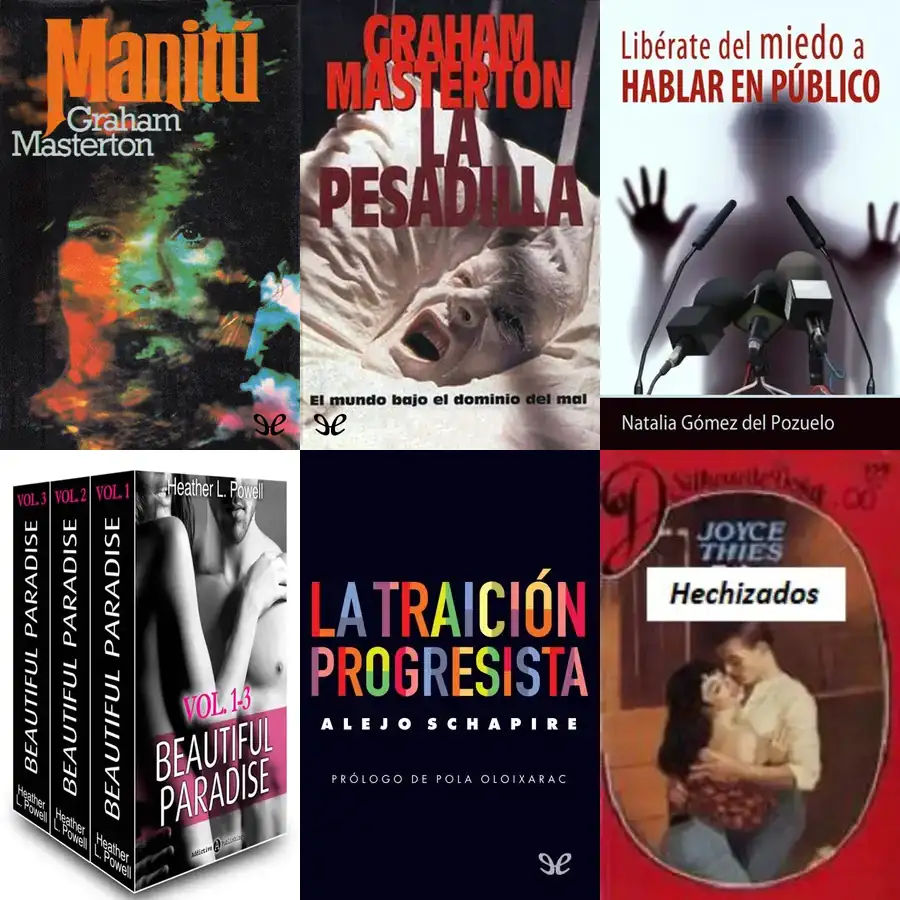 Manitú
Graham
Masterton
GRAHAM
MASTERTON
LA
PESADILLA
El mundo bajo el dominio del mal
Libérate del miedo a
HABLAR EN PÚBLICO
Natalia Gómez del Pozuelo
VOL. 3
VOL. 2
VOL. 1
BEAUTIFUL PARADISE
BEAUTIFUL PARADISE
BEAUTIFUL PARADISE
Heather
L. Powell
Heather
L. Powell
Heather
L. Powell
Heather L. Powell
VOL. 1-3
BEAUTIFUL
PARADISE
Addictive Publishing
LA TRAICIÓN
PROGRESISTA
ALEJO SCHAPIRE
PRÓLOGO DE POLA OLOIXARAC
Silhouette
JOYCE
THIES
Hechizados